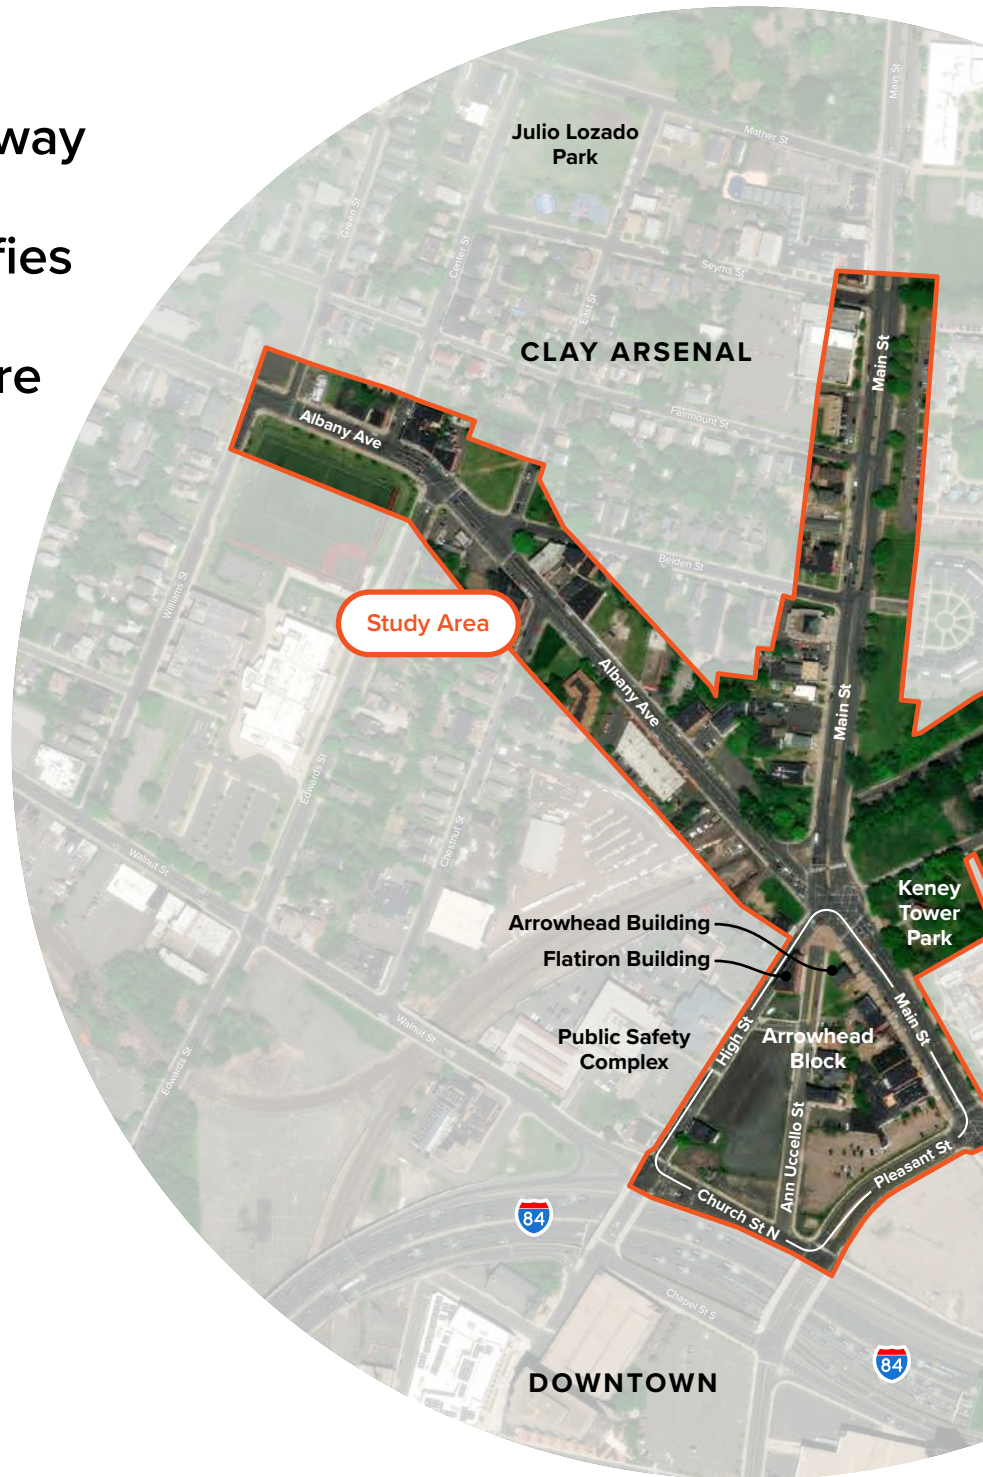 way
fies
re
Main St
Julio Lozado
Park
Mather St
Green St
Center St
Seyms St
East St
CLAY ARSENAL
Main St
Fairmount St
Albany Ave
Belden St
Williams St
Study Area
Albany Ave
Main St
Edwards St
Chestnut St
Walnut St
Keney
Tower
Park
Arrowhead Building
Flatiron Building
Main St
High St
Public Safety
Complex
Arrowhead
Block
Walnut St
Edwards St
Ann Uccello St
Pleasant St
Church St N
84
Chapel St S
84
DOWNTOWN